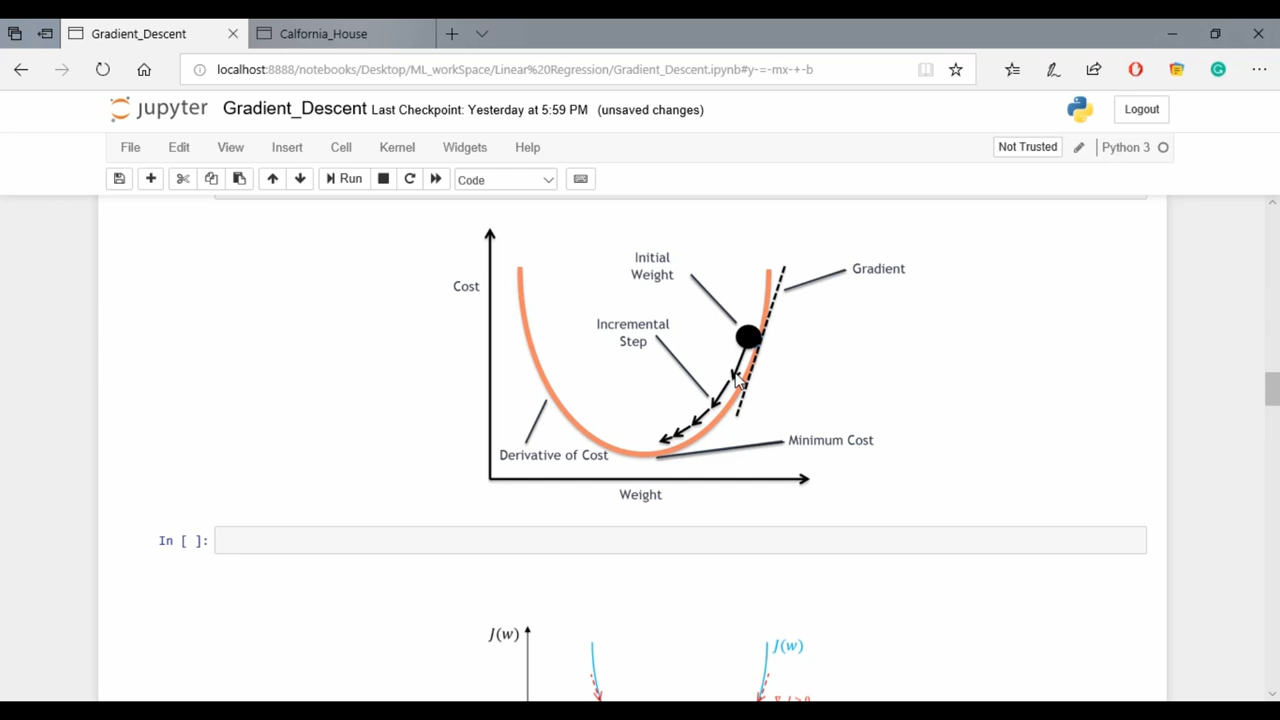 Gradient_Descent
Calfornia_House
localhost:8888/notebooks/Desktop/ML_workSpace/Linear%20Regression/Gradient_Descent.ipynb#y-=-mx-+-b
jupyter Gradient_Descent Last Checkpoint: Yesterday at 5:59 PM (unsaved changes)
Logout
File Edit View Insert Cell Kernel Widgets Help
Not Trusted
Python 3
Run
Code
Cost
Initial
Weight
Gradient
Incremental
Step
Derivative of Cost
Minimum Cost
Weight
In [ ]:
J(w)
J(w)